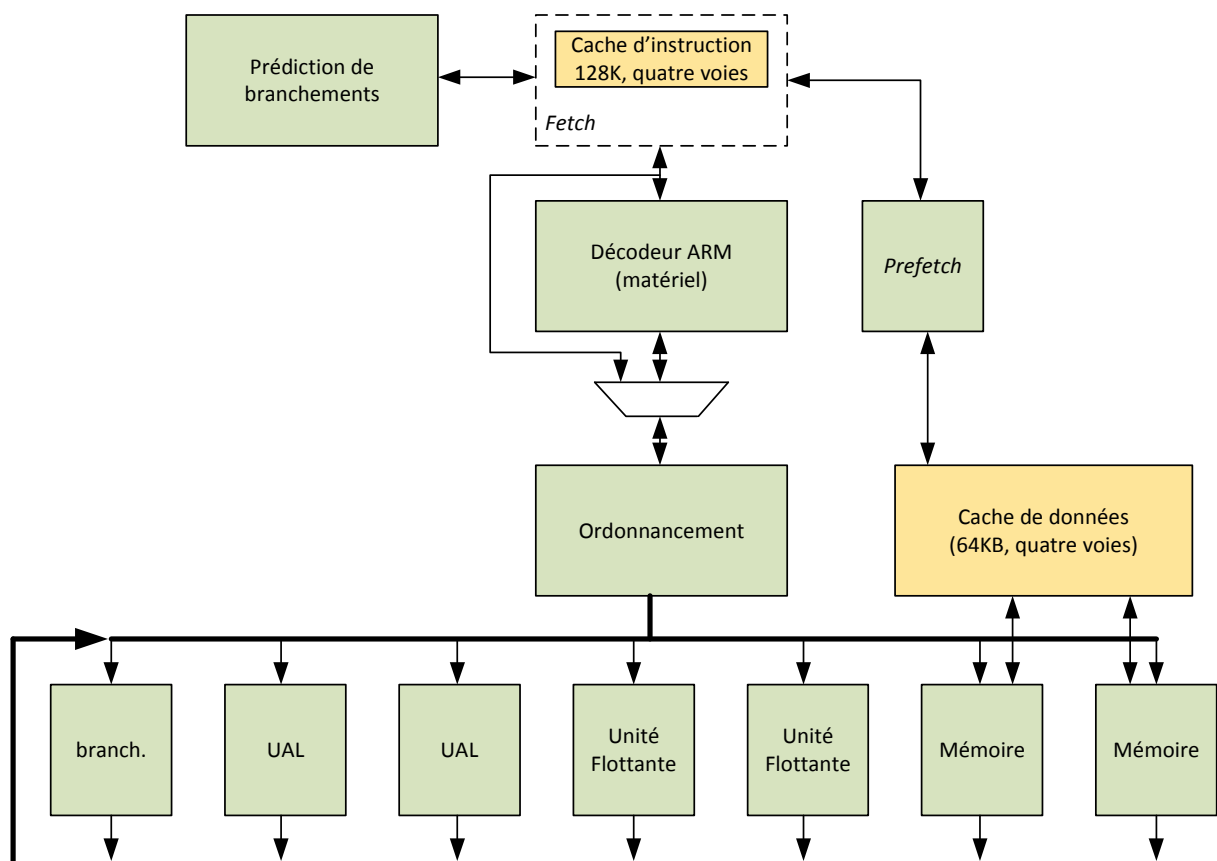 Prédiction de
branchements
Cache d’instruction
128K, quatre voies
Fetch
Décodeur ARM
(matériel)
Prefetch
Ordonnancement
Cache de données
(64KB, quatre voies)
branch.
UAL
UAL
Unité
Flottante
Unité
Flottante
Mémoire
Mémoire